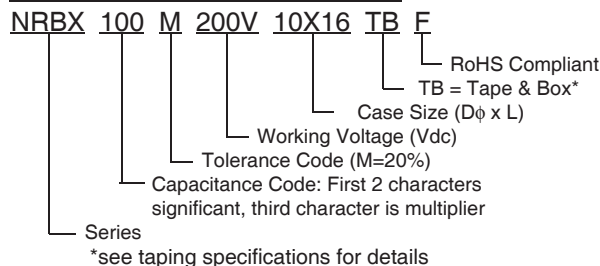 NRBX 100 M 200V 10X16 TB F
RoHS Compliant
TB = Tape & Box*
Case Size (Dϕ x L)
Working Voltage (Vdc)
Tolerance Code (M=20%)
Capacitance Code: First 2 characters
significant, third character is multiplier
Series
*see taping specifications for details